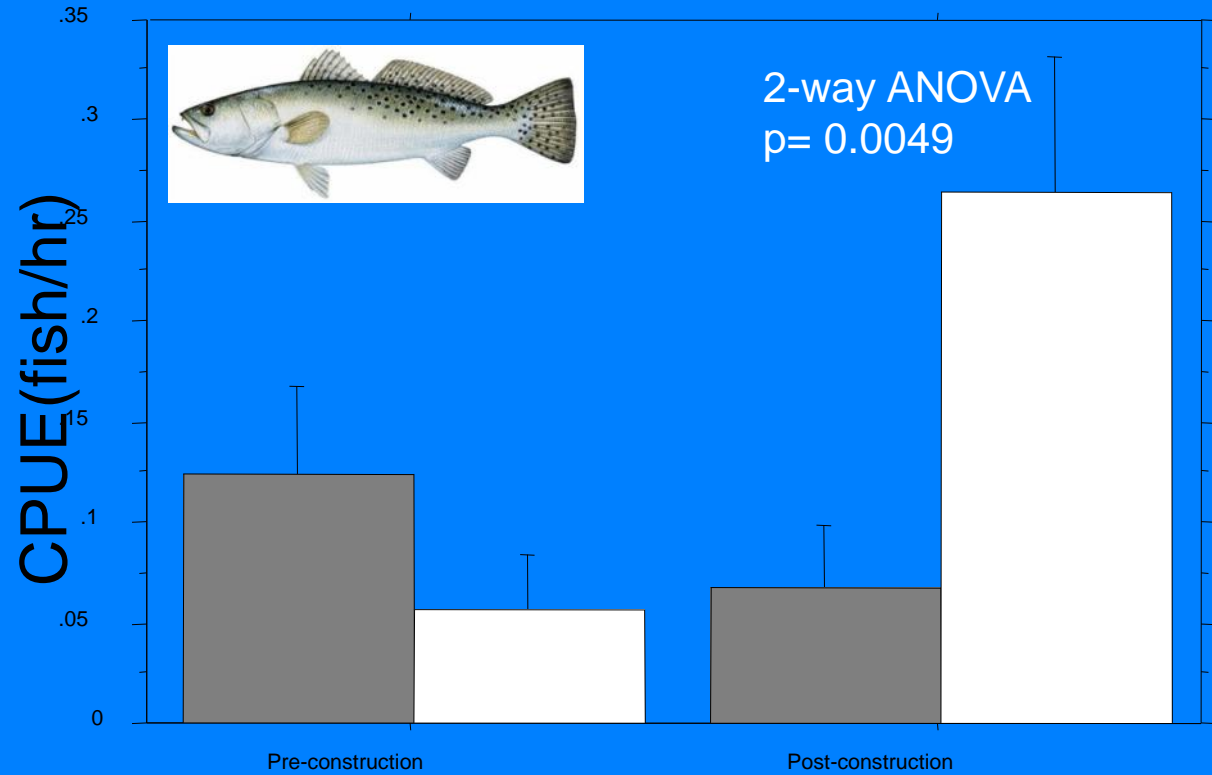 .35
.3
.25
.2
.15
.1
.05
0
CPUE(fish/hr)
2-way ANOVA
p= 0.0049
Pre-construction
Post-construction